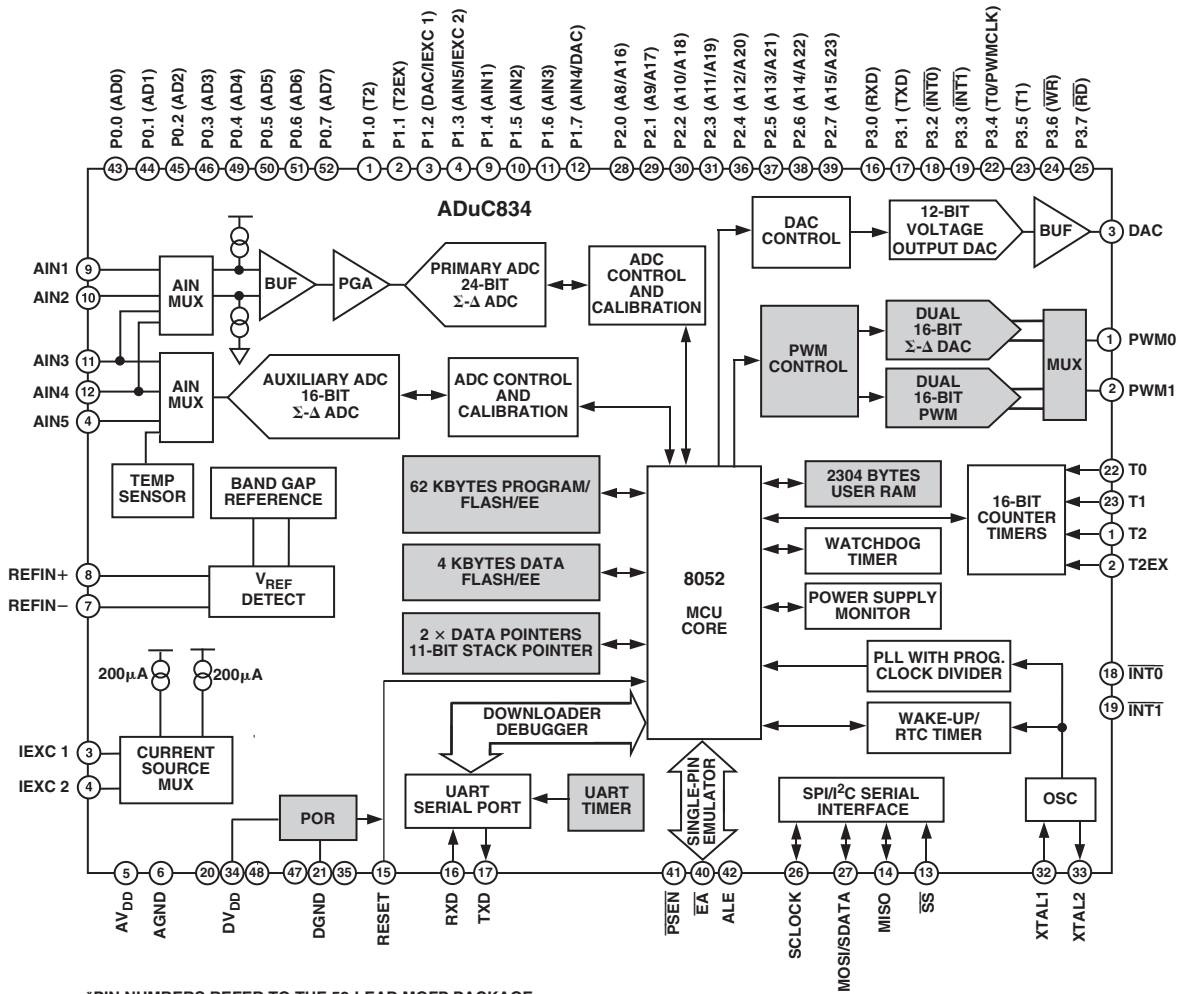 P0.0 (AD0)
P0.1 (AD1)
P0.2 (AD2)
P0.3 (AD3)
P0.4 (AD4)
P0.5 (AD5)
P0.6 (AD6)
P0.7 (AD7)
P1.0 (T2)
P1.1 (T2EX)
P1.2 (DAC/IEXC 1)
P1.3 (AIN5/IEXC 2)
P1.4 (AIN1)
P1.5 (AIN2)
P1.6 (AIN3)
P1.7 (AIN4/DAC)
P2.0 (A8/A16)
P2.1 (A9/A17)
P2.2 (A10/A18)
P2.3 (A11/A19)
P2.4 (A12/A20)
P2.5 (A13/A21)
P2.6 (A14/A22)
P2.7 (A15/A23)
P3.0 (RXD)
P3.1 (TXD)
P3.2 (INT0)
P3.3 (INT1)
P3.4 (T0/PWMCLK)
P3.5 (T1)
P3.6 (WR)
P3.7 (RD)
43 44 45 46 49 50 51 52 1 2 3 4 9 10 11 12 28 29 30 31 36 37 38 39 16 17 18 19 22 23 24 25
ADuC834
AIN1 9
AIN2 10
AIN3 11
AIN4 12
AIN5 4
AIN
MUX
BUF
PGA
PRIMARY ADC
24-BIT
Σ-Δ ADC
ADC
CONTROL
AND
CALIBRATION
DAC
CONTROL
12-BIT
VOLTAGE
OUTPUT DAC
BUF
3 DAC
AIN
MUX
AUXILIARY ADC
16-BIT
Σ-Δ ADC
ADC CONTROL
AND
CALIBRATION
PWM
CONTROL
DUAL
16-BIT
Σ-Δ DAC
DUAL
16-BIT
PWM
MUX
1 PWM0
2 PWM1
TEMP
SENSOR
BAND GAP
REFERENCE
VREF
DETECT
REFIN+ 8
REFIN− 7
62 KBYTES PROGRAM/
FLASH/EE
4 KBYTES DATA
FLASH/EE
2 × DATA POINTERS
11-BIT STACK POINTER
8052
MCU
CORE
2304 BYTES
USER RAM
WATCHDOG
TIMER
POWER SUPPLY
MONITOR
16-BIT
COUNTER
TIMERS
22 T0
23 T1
1 T2
2 T2EX
PLL WITH PROG.
CLOCK DIVIDER
WAKE-UP/
RTC TIMER
18 INT0
19 INT1
200µA
200µA
IEXC 1 3
IEXC 2 4
CURRENT
SOURCE
MUX
DOWNLOADER
DEBUGGER
POR
UART
SERIAL PORT
UART
TIMER
SINGLE-PIN
EMULATOR
SPI/I2C SERIAL
INTERFACE
OSC
5 6 20 34 48 47 21 35 15 16 17 41 40 42 26 27 14 13 32 33
AVDD
AGND
DVDD
DGND
RESET
RXD
TXD
PSEN
EA
ALE
SCLOCK
MOSI/SDATA
MISO
SS
XTAL1
XTAL2